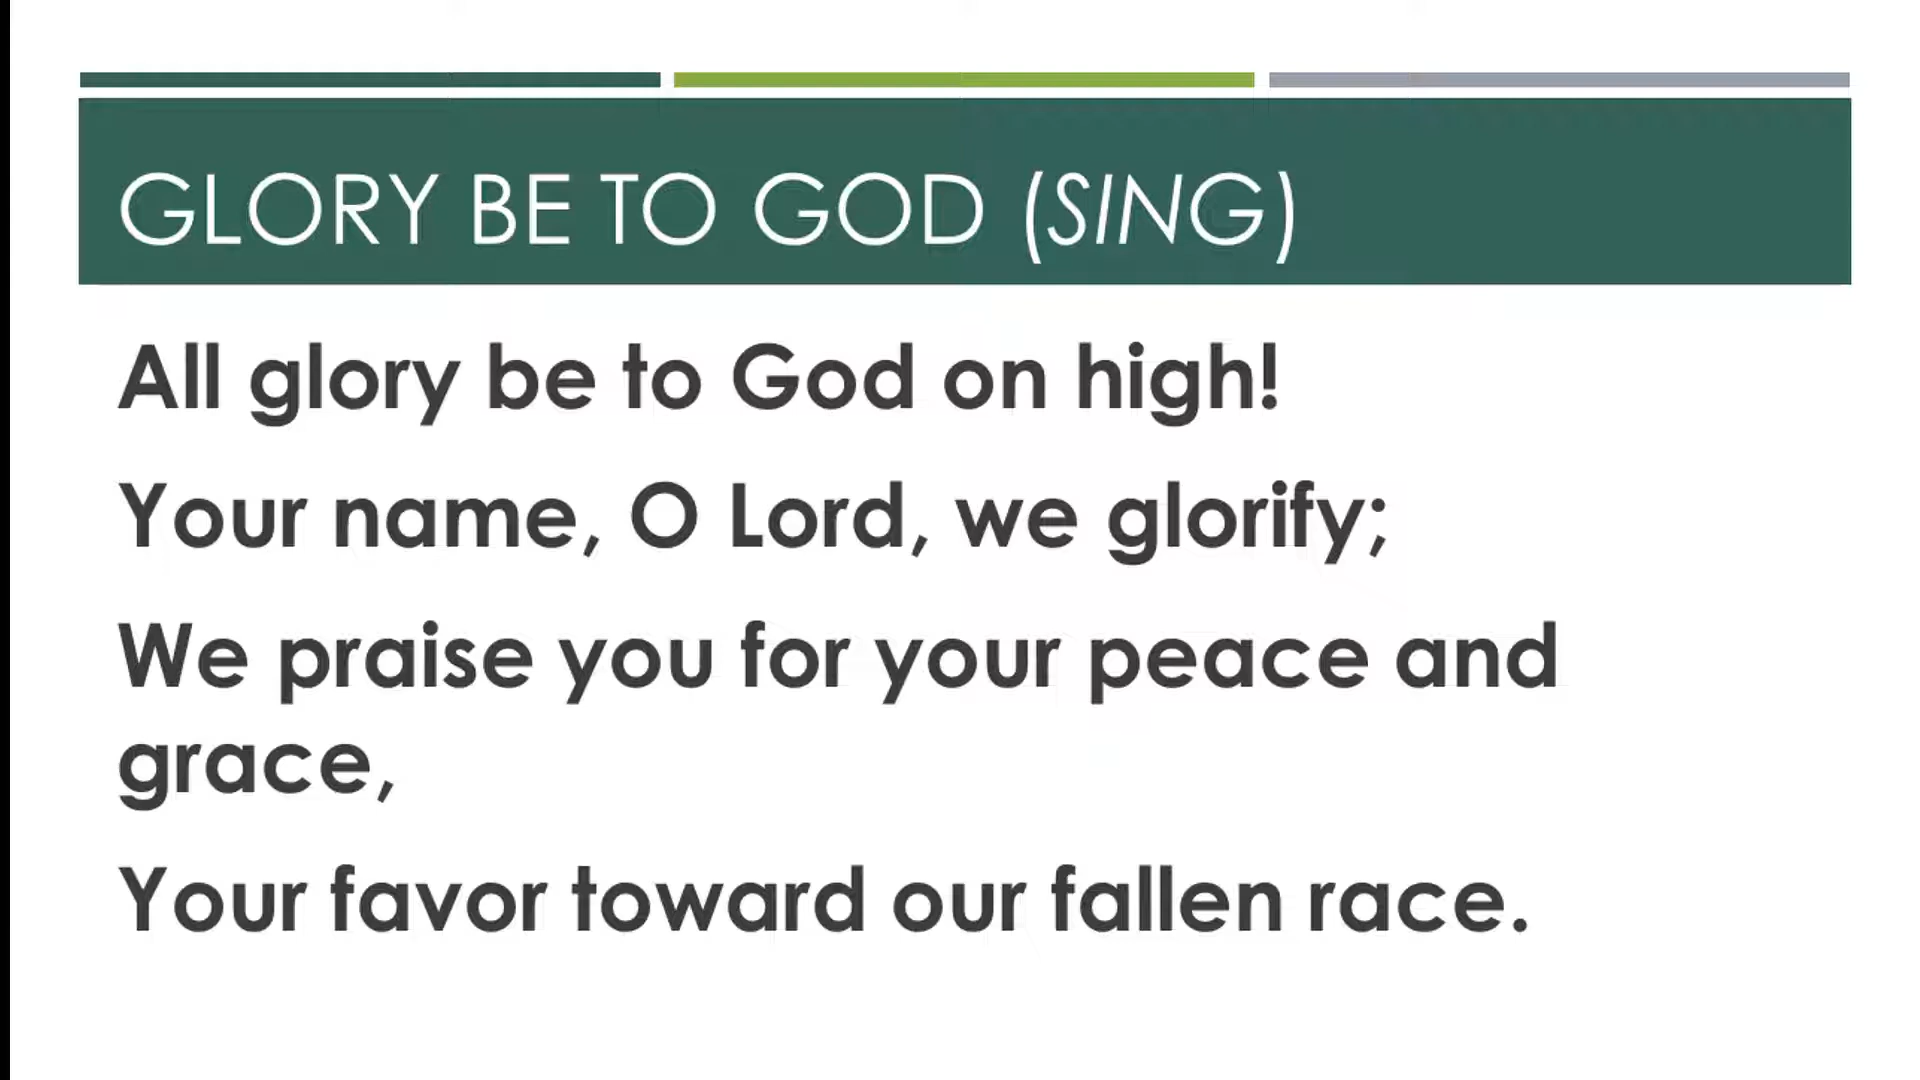 GLORY BE TO GOD (SING)
All glory be to God on high!
Your name, O Lord, we glorify;
We praise you for your peace and
grace,
Your favor toward our fallen race.